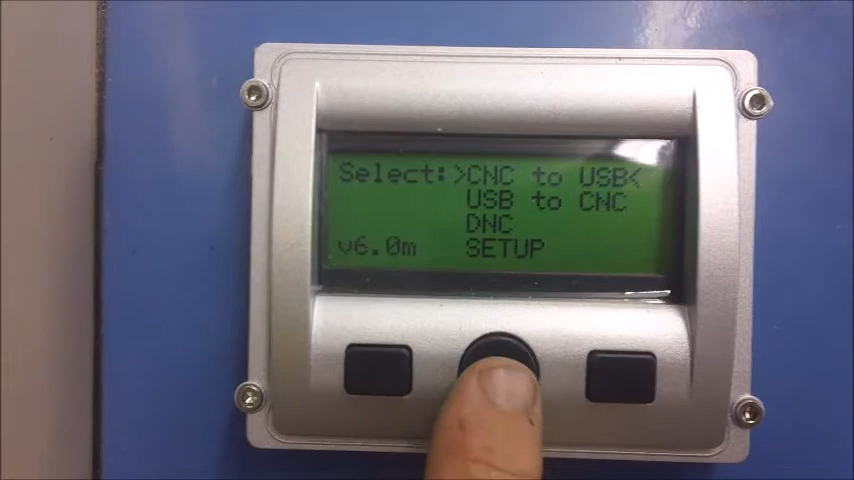 Select: >CNC to USB<
USB to CNC
DNC
v6.0m SETUP